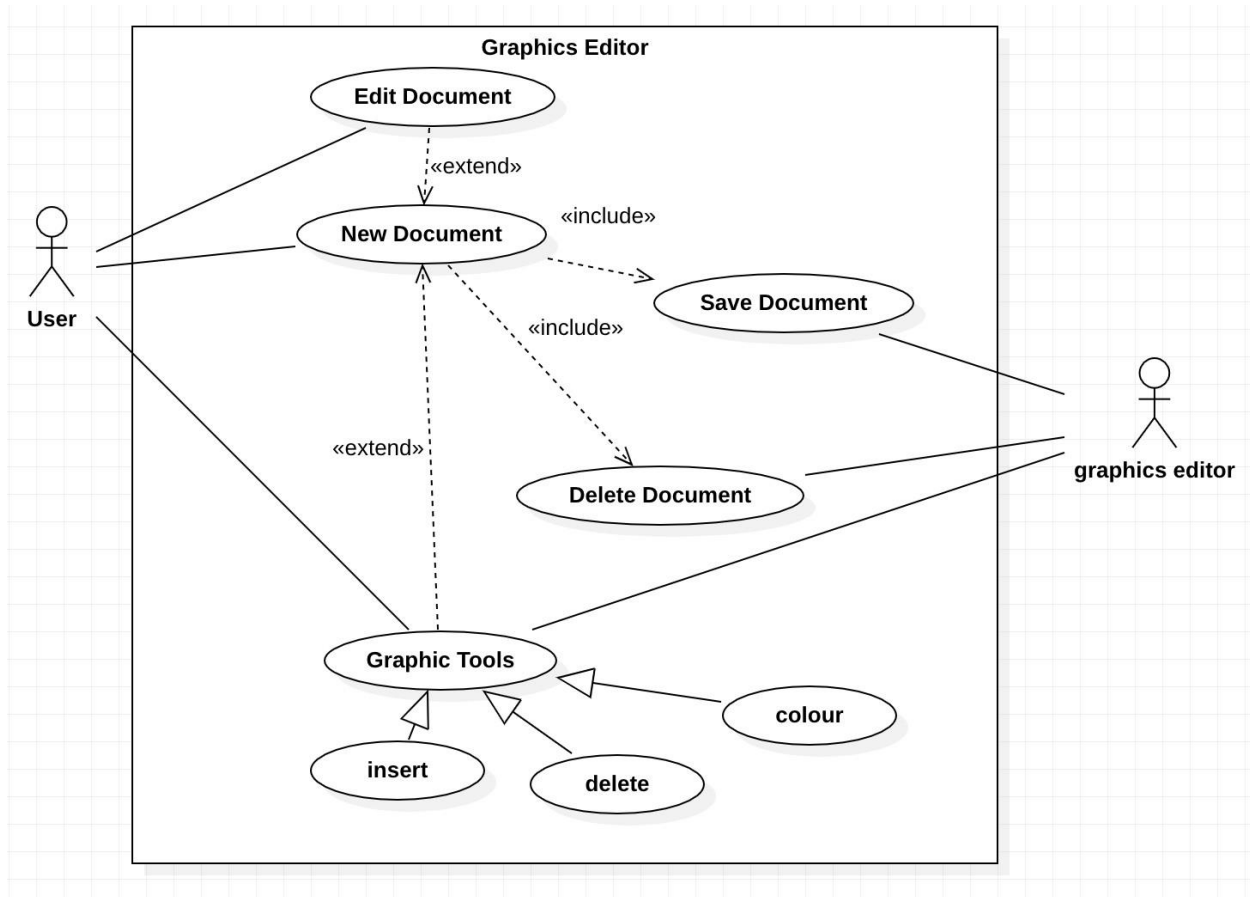 Graphics Editor
Edit Document
«extend»
New Document
«include»
User
Save Document
«include»
graphics editor
«extend»
Delete Document
Graphic Tools
colour
insert
delete